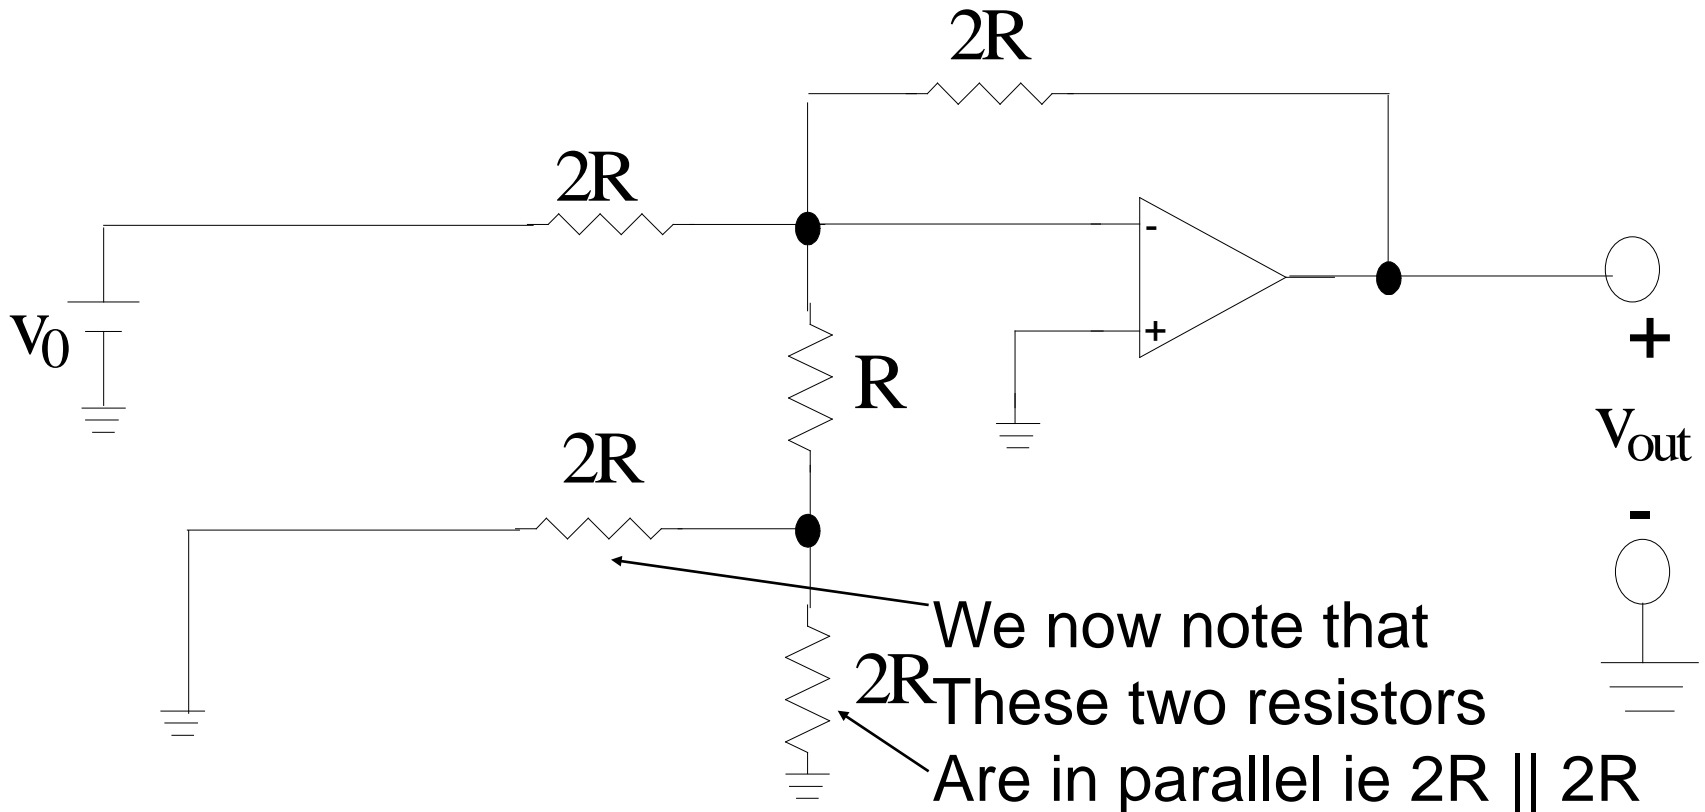 2R
2R
-
+
v0
R
+
vout
-
2R
We now note that
2R These two resistors
Are in parallel ie 2R || 2R